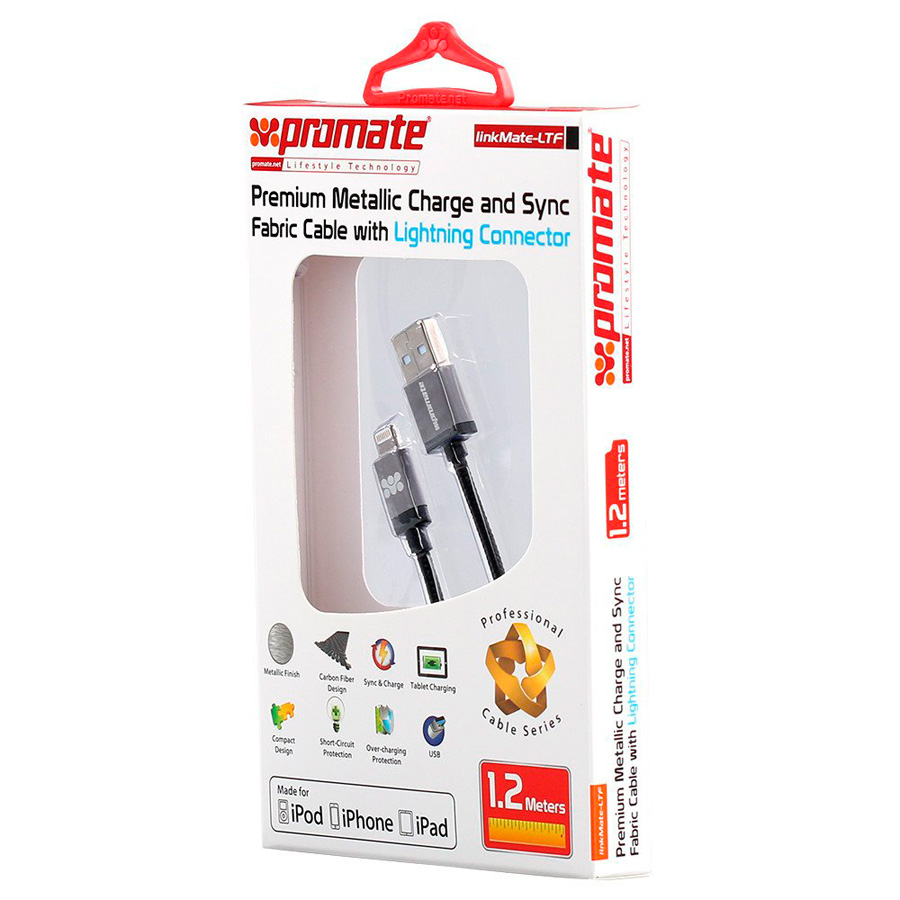 Promate.net
promate®
linkMate-LTF
promate.net Lifestyle Technology
Premium Metallic Charge and Sync
Fabric Cable with Lightning Connector
promate
Metallic Finish
Carbon Fiber
Design
Sync & Charge
Tablet Charging
Compact
Design
Short-Circuit
Protection
Over-charging
Protection
USB
Professional
Cable Series
Made for
iPod iPhone iPad
1.2 Meters
promate®
promate.net Lifestyle Technology
1.2 meters
Premium Metallic Charge and Sync
Fabric Cable with Lightning Connector
linkMate-LTF